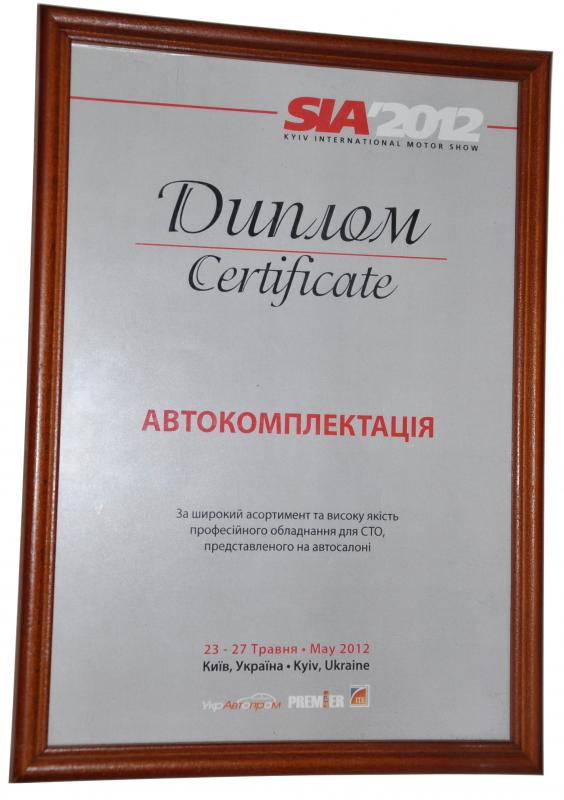 SIA'2012
KYIV INTERNATIONAL MOTOR SHOW
Диплом
Certificate
АВТОКОМПЛЕКТАЦІЯ
За широкий асортимент та високу якість
професійного обладнання для СТО,
представленого на автосалоні
23 - 27 Травня • May 2012
Київ, Україна • Kyiv, Ukraine
УкрАвтопром PREMIER